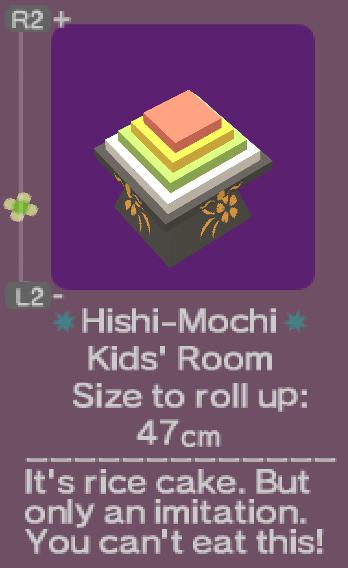 R2 +
L2 -
Hishi-Mochi
Kids' Room
Size to roll up:
47cm
It's rice cake. But
only an imitation.
You can't eat this!